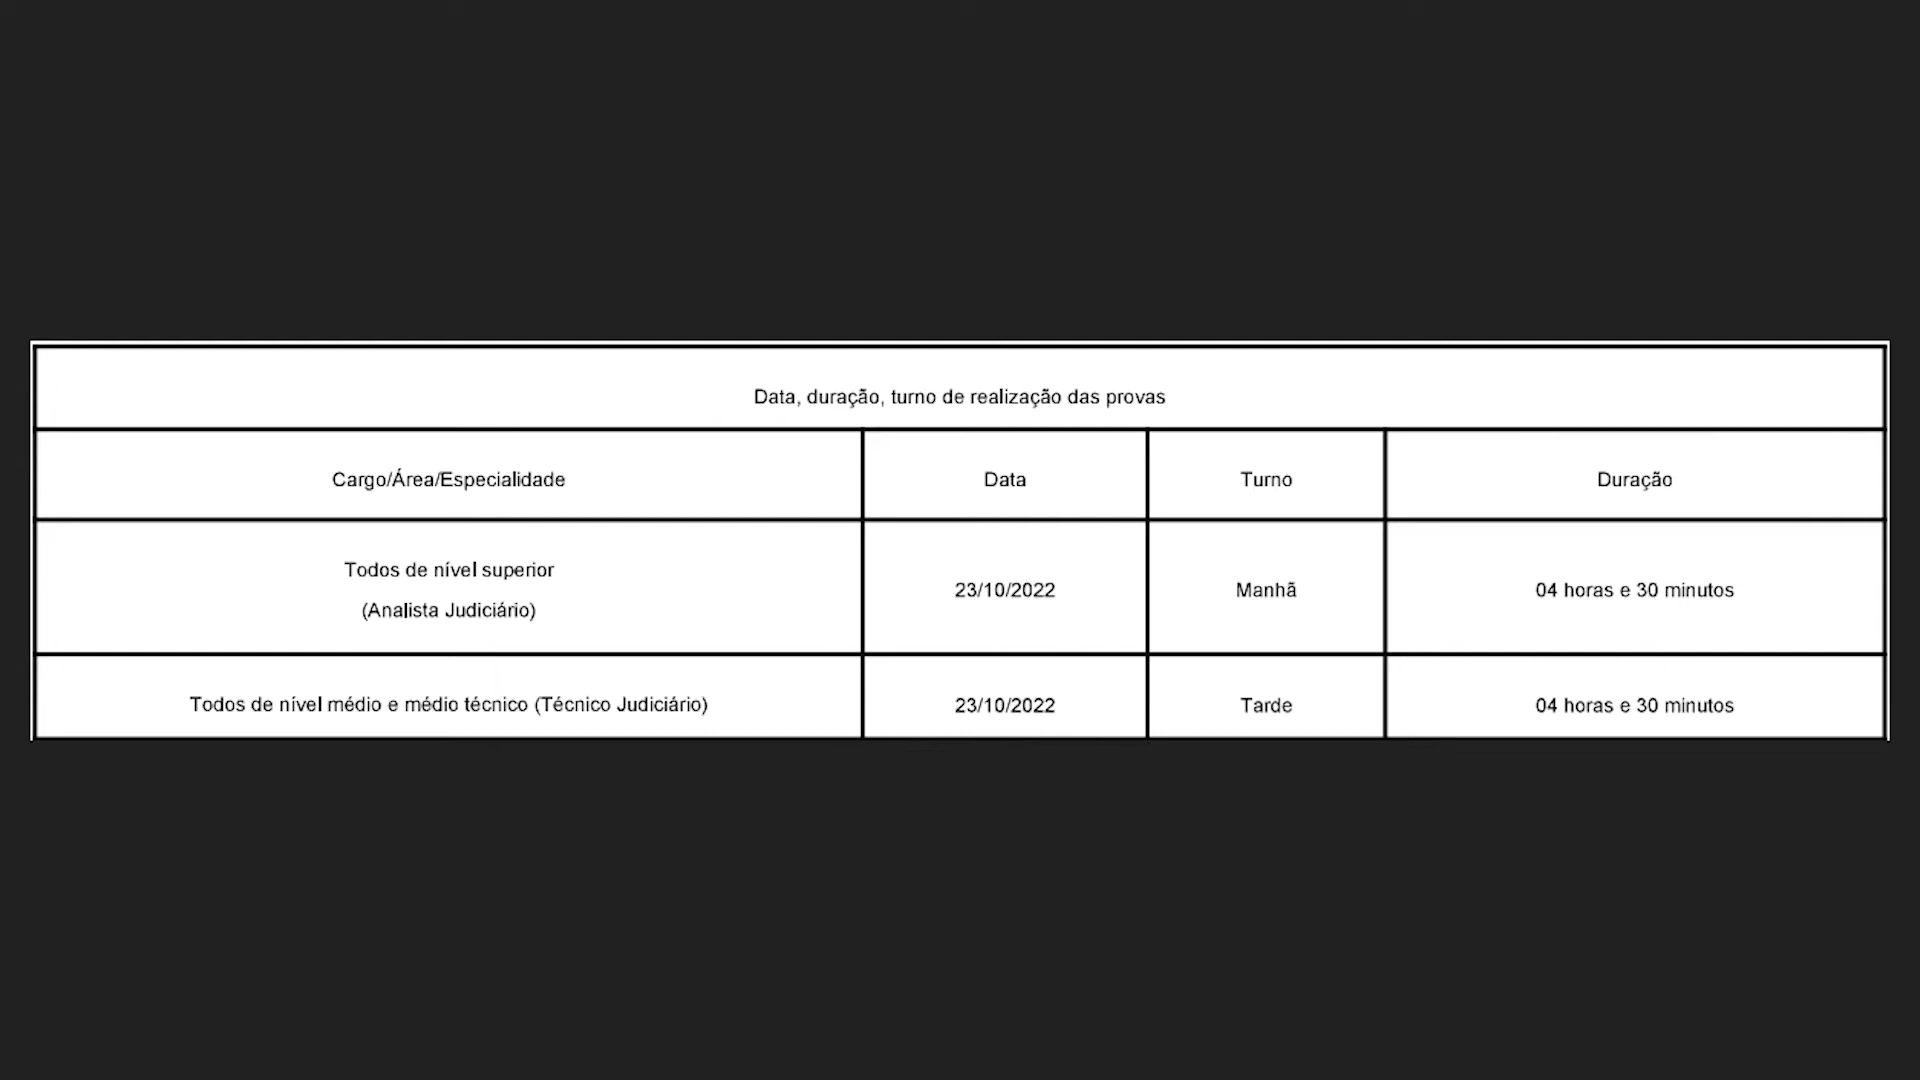 Data, duração, turno de realização das provas
Cargo/Área/Especialidade Data Turno Duração
Todos de nível superior
(Analista Judiciário) 23/10/2022 Manhã 04 horas e 30 minutos
Todos de nível médio e médio técnico (Técnico Judiciário) 23/10/2022 Tarde 04 horas e 30 minutos